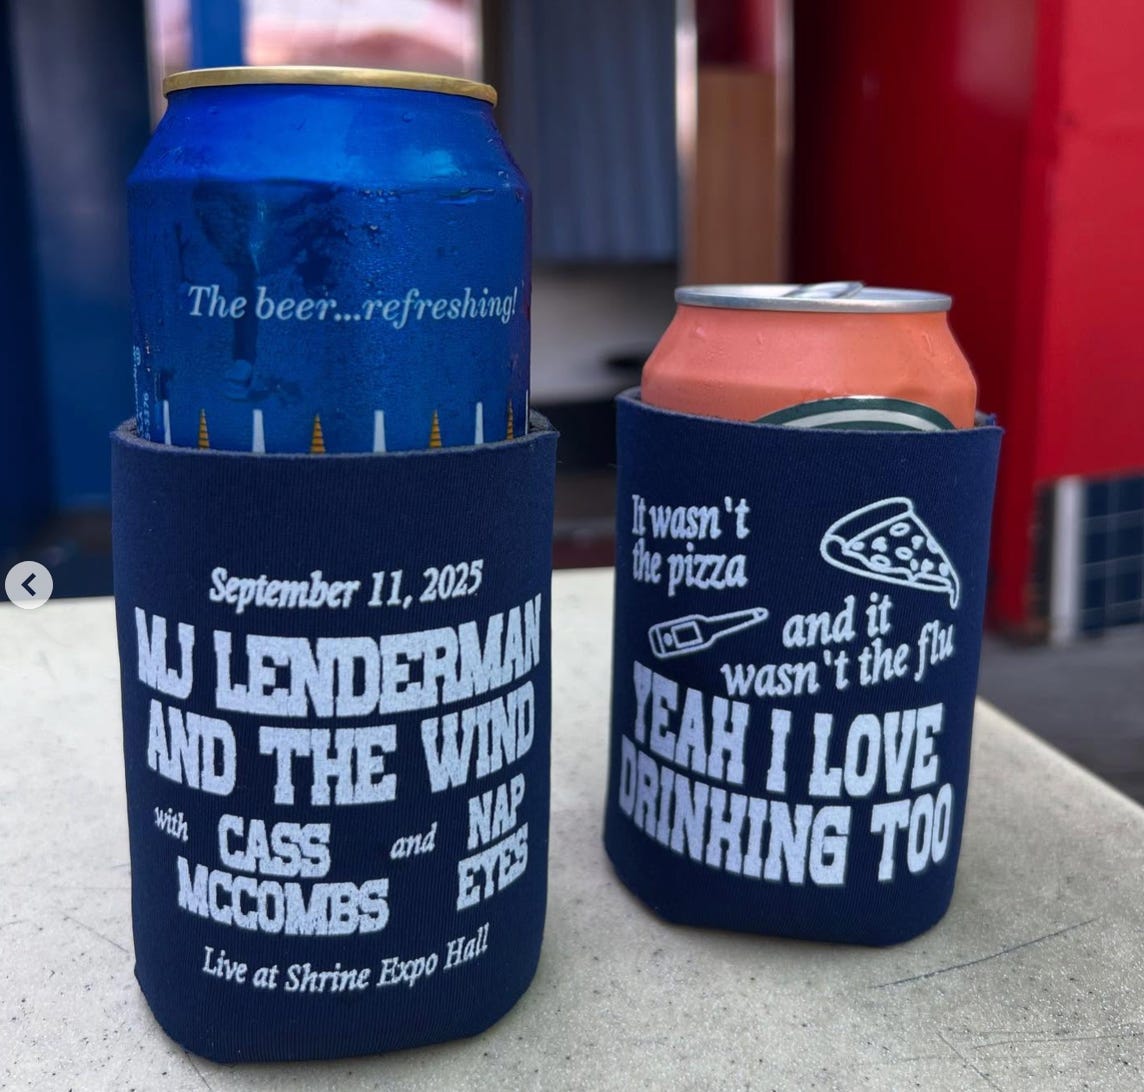 The beer...refreshing!
September 11, 2025
MJ LENDERMAN
AND THE WIND
with CASS MCCOMBS and NAP EYES
Live at Shrine Expo Hall
It wasn't
the pizza
and it
wasn't the flu
YEAH I LOVE
DRINKING TOO